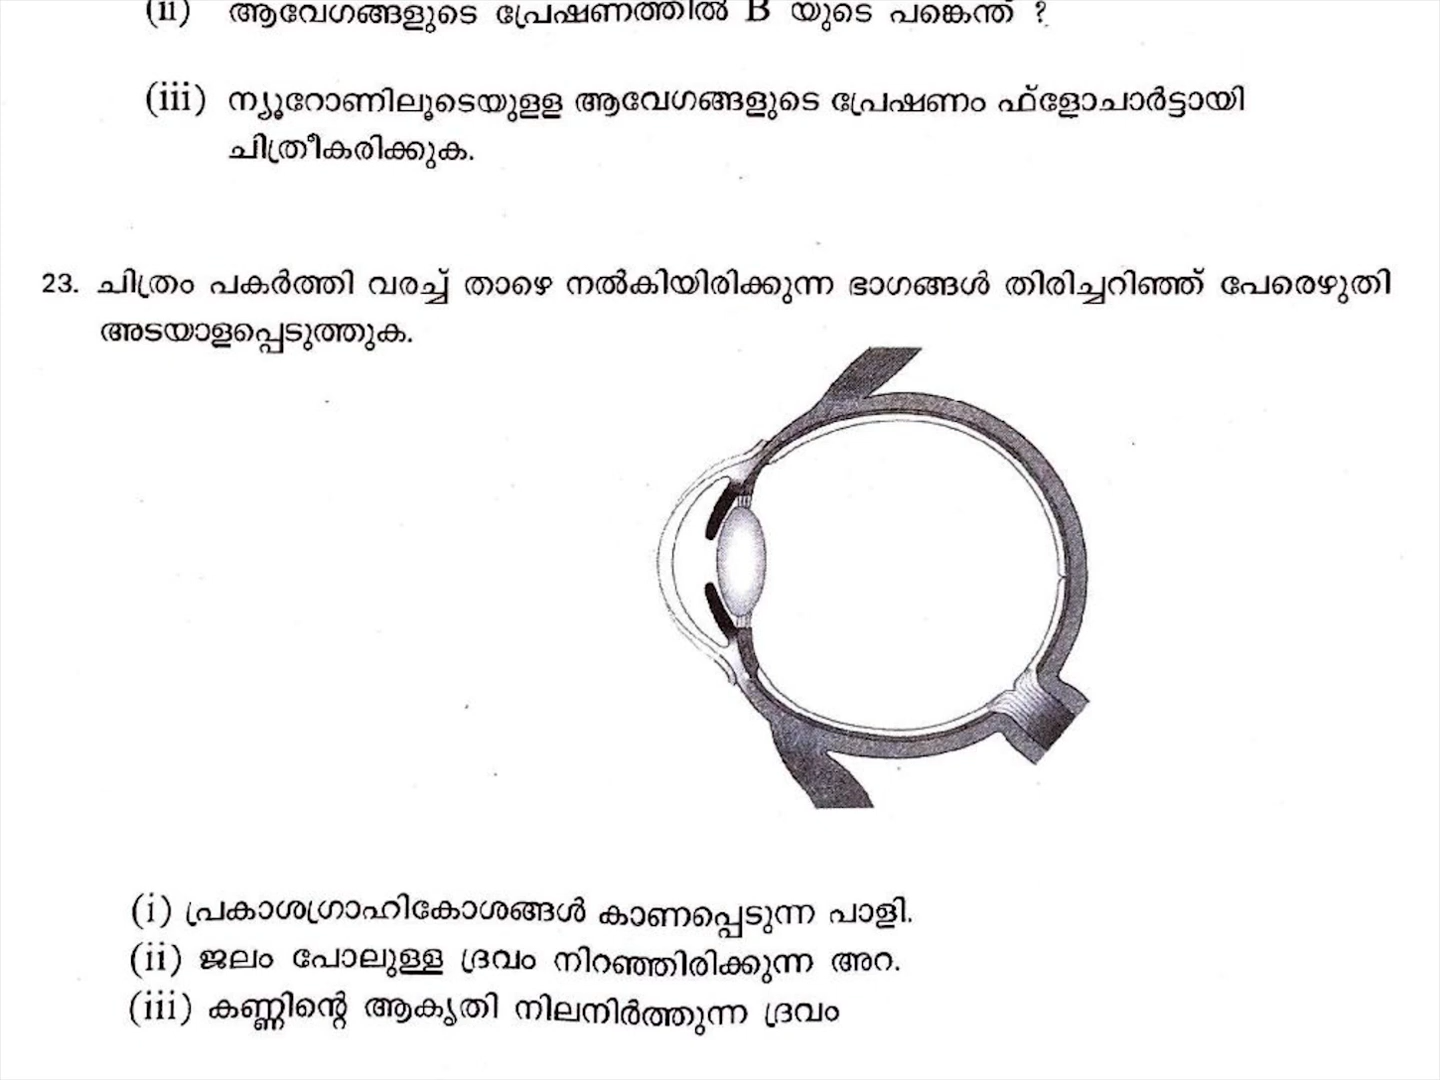 (ii) ആവേഗങ്ങളുടെ പ്രേഷണത്തിൽ B യുടെ പങ്കെന്ത് ?
(iii) ന്യൂറോണിലൂടെയുള്ള ആവേഗങ്ങളുടെ പ്രേഷണം ഫ്ളോചാർട്ടായി
ചിത്രീകരിക്കുക.
23. ചിത്രം പകർത്തി വരച്ച് താഴെ നൽകിയിരിക്കുന്ന ഭാഗങ്ങൾ തിരിച്ചറിഞ്ഞ് പേരെഴുതി
അടയാളപ്പെടുത്തുക.
(i) പ്രകാശഗ്രാഹികോശങ്ങൾ കാണപ്പെടുന്ന പാളി.
(ii) ജലം പോലുള്ള ദ്രവം നിറഞ്ഞിരിക്കുന്ന അറ.
(iii) കണ്ണിന്റെ ആകൃതി നിലനിർത്തുന്ന ദ്രവം